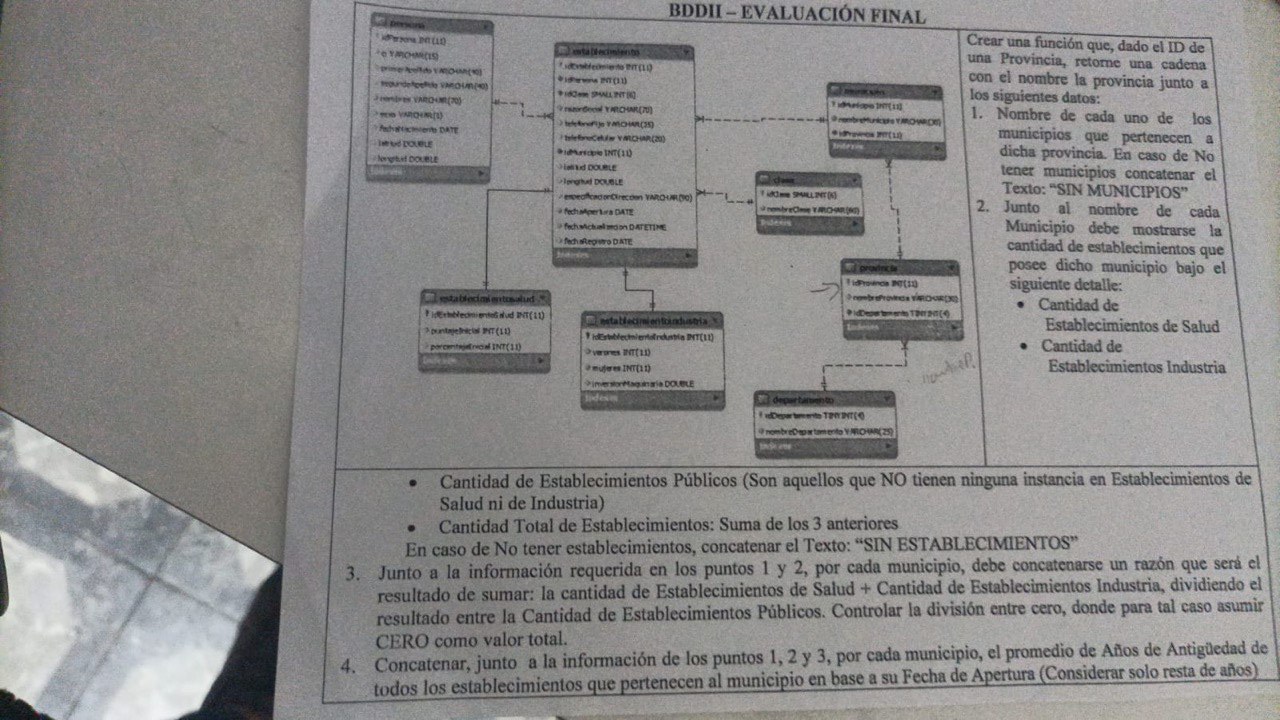 BDDII – EVALUACIÓN FINAL
persona
idPersona INT(11)
ci VARCHAR(15)
primerApellido VARCHAR(40)
segundoApellido VARCHAR(40)
nombres VARCHAR(70)
sexo VARCHAR(1)
fechaNacimiento DATE
latitud DOUBLE
longitud DOUBLE
Indexes
establecimiento
idEstablecimiento INT(11)
idPersona INT(11)
idClase SMALLINT(6)
razonSocial VARCHAR(70)
telefonoFijo VARCHAR(35)
telefonoCelular VARCHAR(20)
idMunicipio INT(11)
latitud DOUBLE
longitud DOUBLE
especificacionDireccion VARCHAR(90)
fechaApertura DATE
fechaActualizacion DATETIME
fechaRegistro DATE
Indexes
municipio
idMunicipio INT(11)
nombreMunicipio VARCHAR(30)
idProvincia INT(11)
Indexes
clase
idClase SMALLINT(6)
nombreClase VARCHAR(60)
Indexes
provincia
idProvincia INT(11)
nombreProvincia VARCHAR(30)
idDepartamento TINYINT(4)
Indexes
establecimientosalud
idEstablecimientoSalud INT(11)
puntajeInicial INT(11)
porcentajeInicial INT(11)
Indexes
establecimientoindustria
idEstablecimientoIndustria INT(11)
varones INT(11)
mujeres INT(11)
inversionMaquinaria DOUBLE
Indexes
departamento
idDepartamento TINYINT(4)
nombreDepartamento VARCHAR(25)
Indexes
Crear una función que, dado el ID de
una Provincia, retorne una cadena
con el nombre la provincia junto a
los siguientes datos:
1. Nombre de cada uno de los
municipios que pertenecen a
dicha provincia. En caso de No
tener municipios concatenar el
Texto: “SIN MUNICIPIOS”
2. Junto al nombre de cada
Municipio debe mostrarse la
cantidad de establecimientos que
posee dicho municipio bajo el
siguiente detalle:
• Cantidad de
Establecimientos de Salud
• Cantidad de
Establecimientos Industria
• Cantidad de Establecimientos Públicos (Son aquellos que NO tienen ninguna instancia en Establecimientos de
Salud ni de Industria)
• Cantidad Total de Establecimientos: Suma de los 3 anteriores
En caso de No tener establecimientos, concatenar el Texto: “SIN ESTABLECIMIENTOS”
3. Junto a la información requerida en los puntos 1 y 2, por cada municipio, debe concatenarse un razón que será el
resultado de sumar: la cantidad de Establecimientos de Salud + Cantidad de Establecimientos Industria, dividiendo el
resultado entre la Cantidad de Establecimientos Públicos. Controlar la división entre cero, donde para tal caso asumir
CERO como valor total.
4. Concatenar, junto a la información de los puntos 1, 2 y 3, por cada municipio, el promedio de Años de Antigüedad de
todos los establecimientos que pertenecen al municipio en base a su Fecha de Apertura (Considerar solo resta de años)